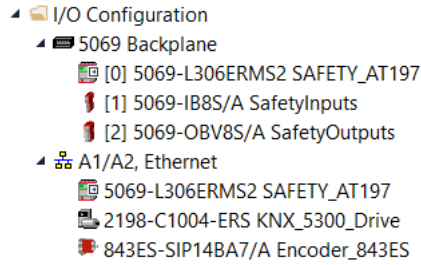 I/O Configuration
5069 Backplane
[0] 5069-L306ERMS2 SAFETY_AT197
[1] 5069-IB8S/A SafetyInputs
[2] 5069-OBV8S/A SafetyOutputs
A1/A2, Ethernet
5069-L306ERMS2 SAFETY_AT197
2198-C1004-ERS KNX_5300_Drive
843ES-SIP14BA7/A Encoder_843ES